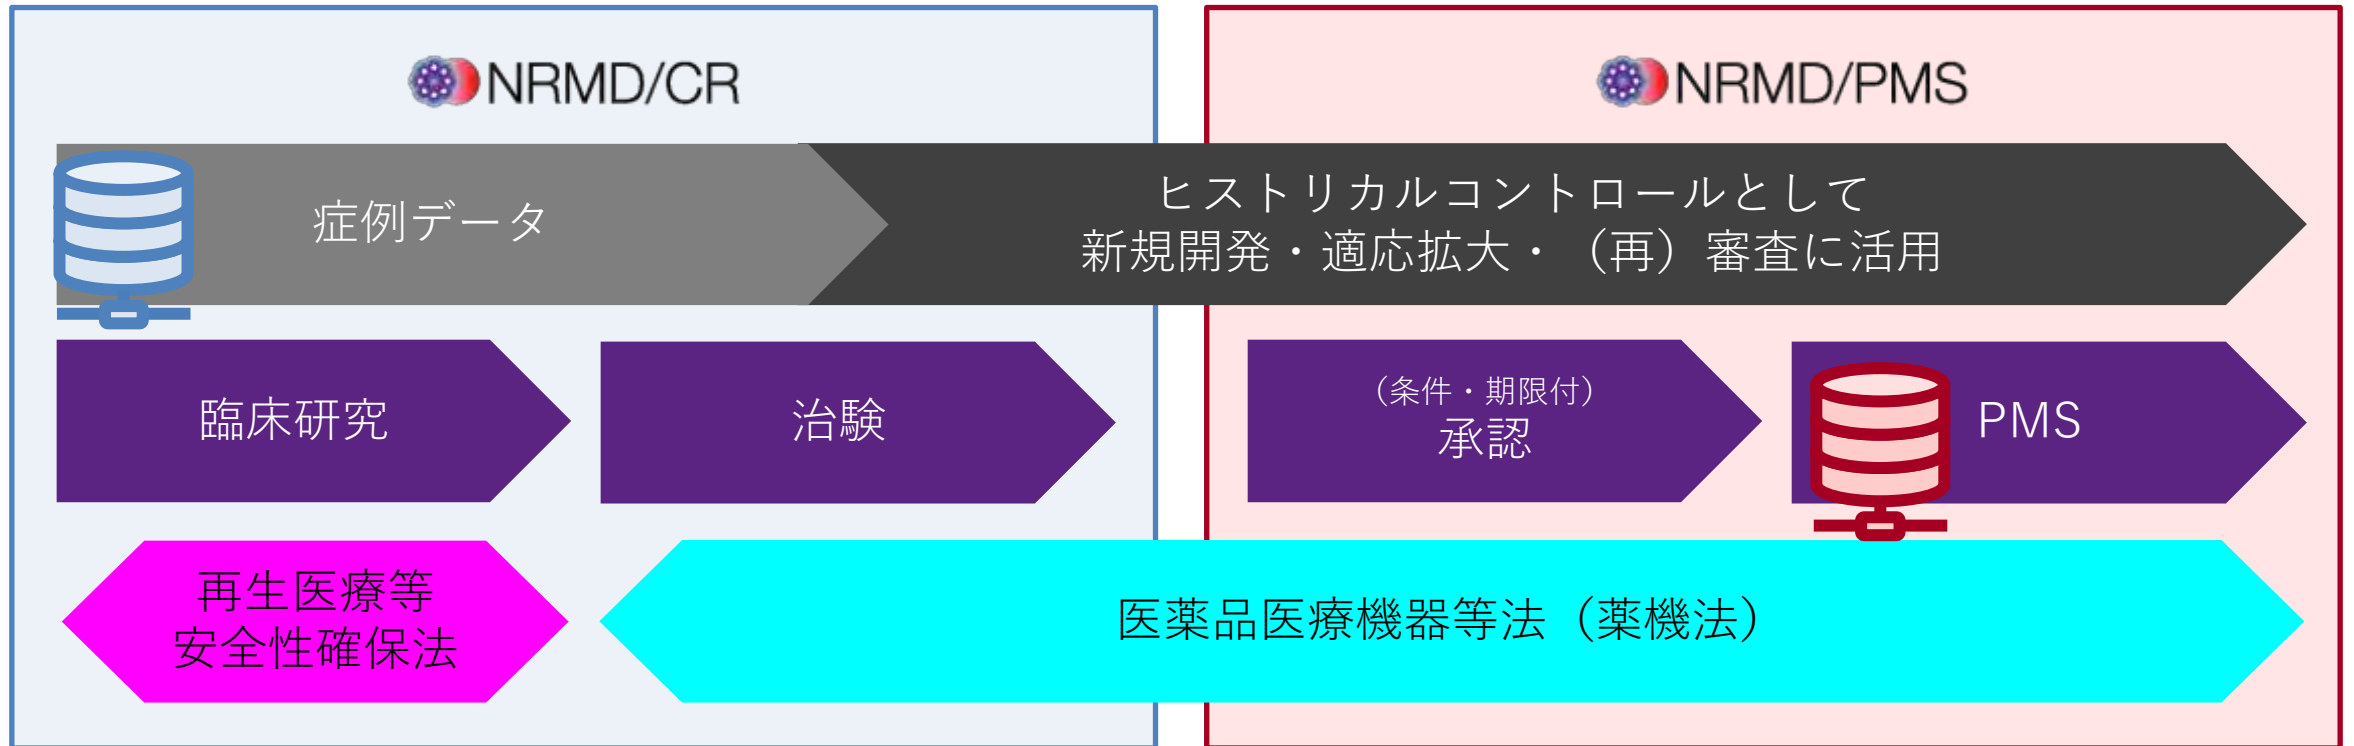 NRMD/CR
NRMD/PMS
症例データ
ヒストリカルコントロールとして
新規開発・適応拡大・（再）審査に活用
臨床研究
治験
（条件・期限付）
承認
PMS
再生医療等
安全性確保法
医薬品医療機器等法（薬機法）